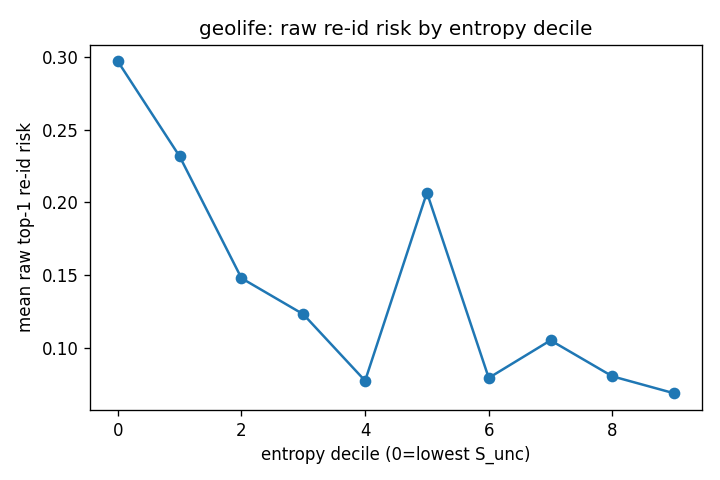 geolife: raw re-id risk by entropy decile
mean raw top-1 re-id risk
0.30
0.25
0.20
0.15
0.10
0 2 4 6 8
entropy decile (0=lowest S_unc)